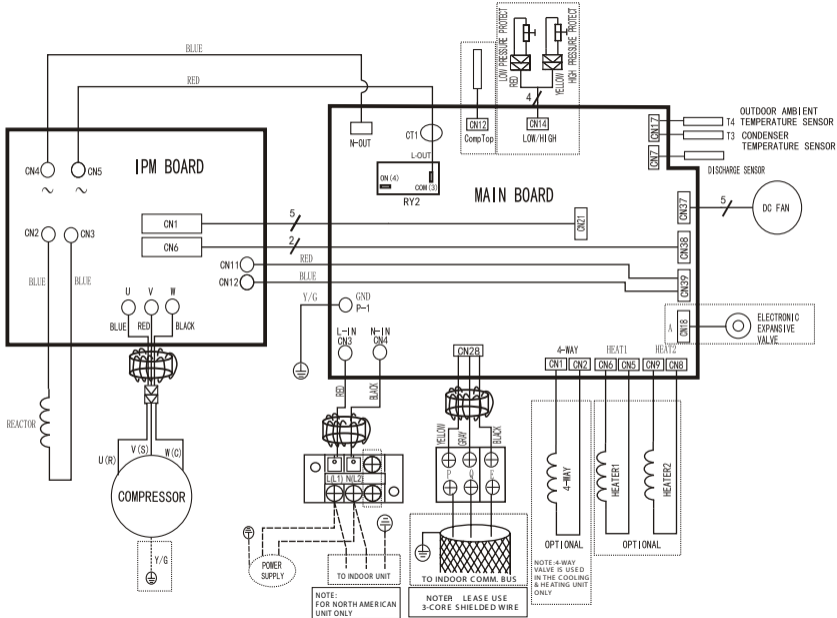 BLUE
RED
LOW PRESSURE PROTECT
RED
YELLOW
HIGH PRESSURE PROTECT
4
CN12
CompTop
CN14
LOW/HIGH
CN17
T4
OUTDOOR AMBIENT
TEMPERATURE SENSOR
T3 CONDENSER
TEMPERATURE SENSOR
CN7
DISCHARGE SENSOR
N-OUT
CT1
L-OUT
ON (4)
COM (3)
RY2
MAIN BOARD
IPM BOARD
CN4
~
CN5
~
CN1
5
CN21
CN6
2
CN38
CN37
5
DC FAN
CN2
CN3
BLUE
BLUE
CN11
RED
CN12
BLUE
CN39
U
V
W
BLUE
RED
BLACK
Y/G
GND
P-1
L-IN
CN3
N-IN
CN4
RED
BLACK
CN28
YELLOW
GRAY
BLACK
A
CN18
ELECTRONIC
EXPANSIVE
VALVE
4-WAY
CN1
CN2
HEAT1
CN6
CN5
HEAT2
CN9
CN8
REACTOR
U(R)
V(S)
W(C)
COMPRESSOR
Y/G
L(L1)
N(L2)
POWER
SUPPLY
TO INDOOR UNIT
NOTE:
FOR NORTH AMERICAN
UNIT ONLY
P
Q
E
TO INDOOR COMM. BUS
NOTER LEASE USE
3-CORE SHIELDED WIRE
4-WAY
OPTIONAL
NOTE:4-WAY
VALVE IS USED
IN THE COOLING
& HEATING UNIT
ONLY
HEATER1
HEATER2
OPTIONAL